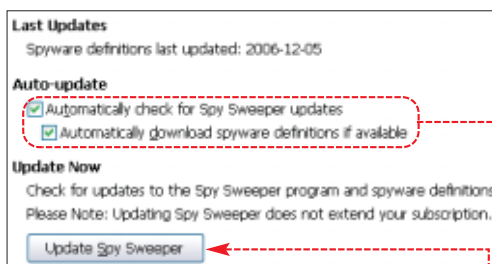 Last Updates
Spyware definitions last updated: 2006-12-05
Auto-update
Automatically check for Spy Sweeper updates
Automatically download spyware definitions if available
Update Now
Check for updates to the Spy Sweeper program and spyware definitions
Please Note: Updating Spy Sweeper does not extend your subscription.
Update Spy Sweeper